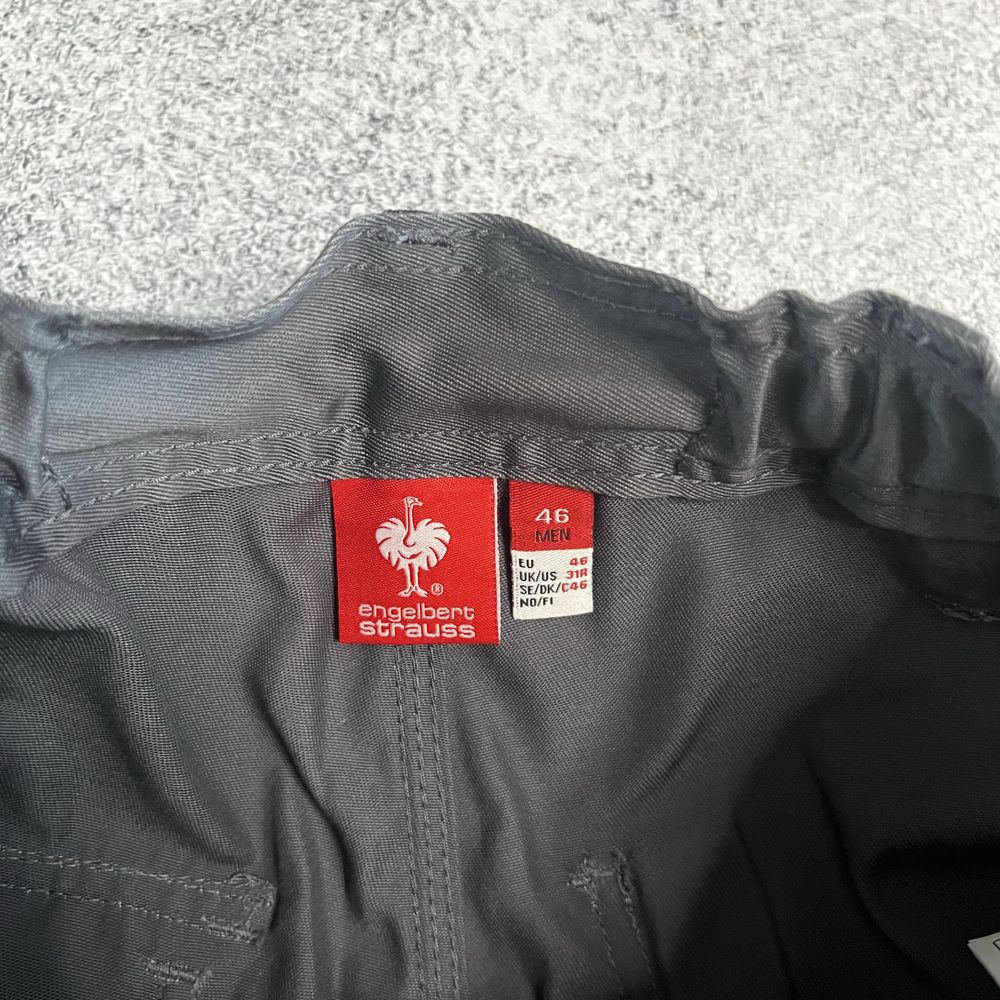 ®
engelbert
strauss
46
MEN
EU 46
UK/US 31R
SE/DK/C46
NO/FI